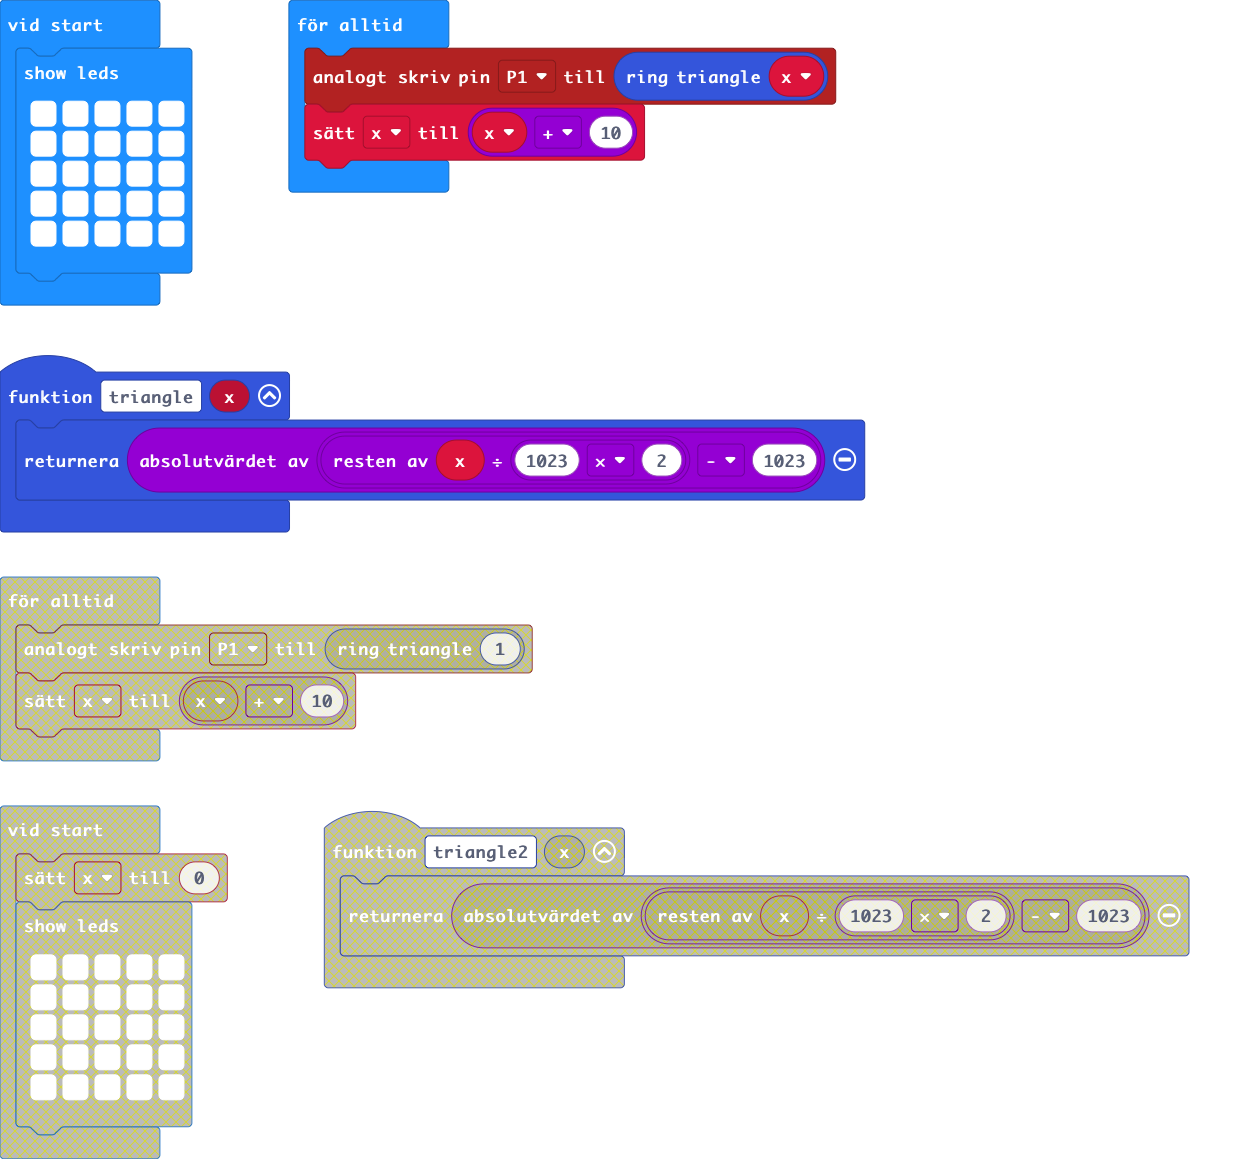 vid start
show leds
för alltid
analogt skriv pin P1 till ring triangle x
sätt x till x + 10
funktion triangle x
returnera absolutvärdet av resten av x ÷ 1023 × 2 - 1023
för alltid
analogt skriv pin P1 till ring triangle 1
sätt x till x + 10
vid start
sätt x till 0
show leds
funktion triangle2 x
returnera absolutvärdet av resten av x ÷ 1023 × 2 - 1023